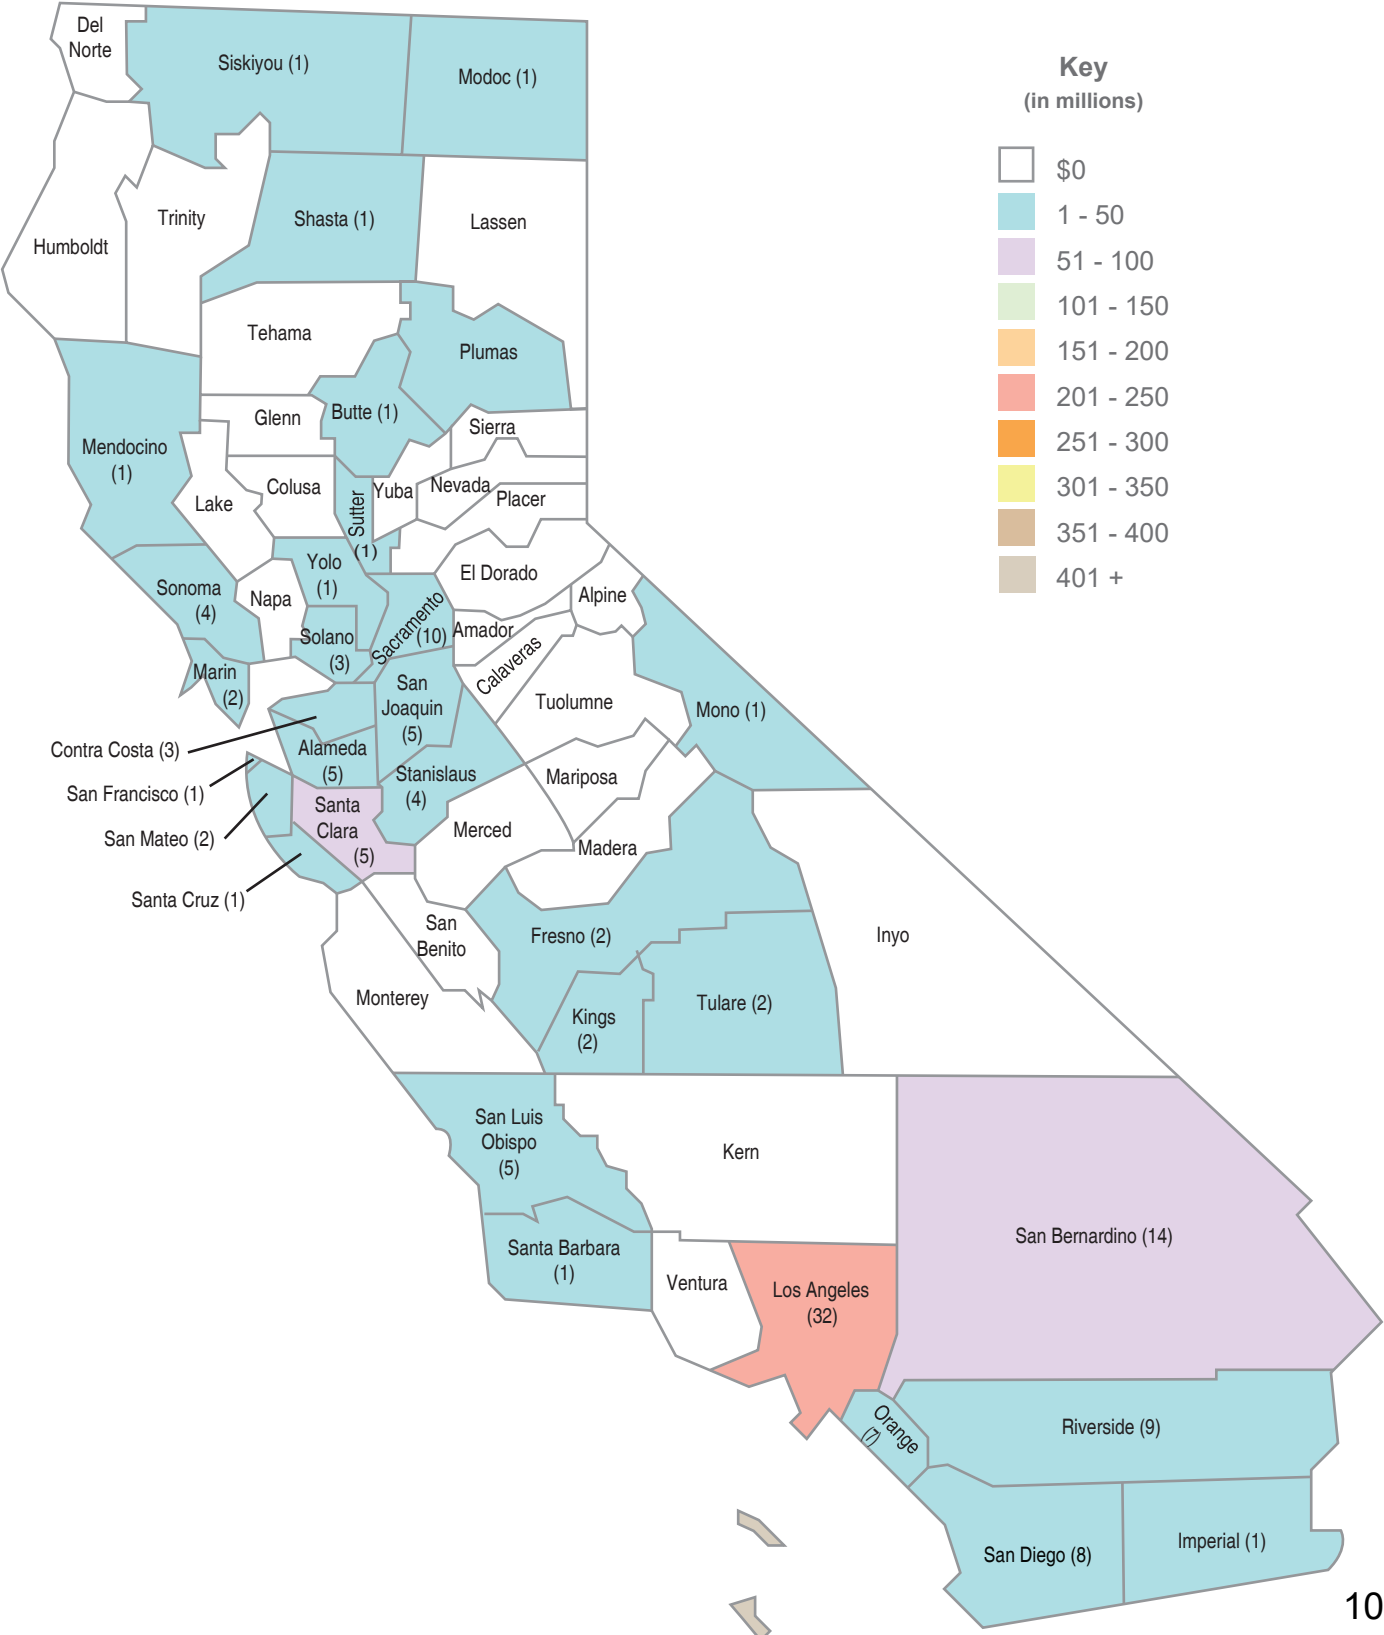 Del
Norte
Siskiyou (1)
Modoc (1)
Key
(in millions)
$0
1 - 50
51 - 100
101 - 150
151 - 200
201 - 250
251 - 300
301 - 350
351 - 400
401 +
Humboldt
Trinity
Shasta (1)
Lassen
Tehama
Plumas
Glenn
Butte (1)
Sierra
Mendocino
(1)
Lake
Colusa
Sutter
(1)
Yuba
Nevada
Placer
Sonoma
(4)
Napa
Yolo
(1)
El Dorado
Alpine
Solano
(3)
Sacramento
(10)
Amador
Calaveras
Marin
(2)
San
Joaquin
(5)
Tuolumne
Mono (1)
Contra Costa (3)
Alameda
(5)
Stanislaus
(4)
Mariposa
San Francisco (1)
San Mateo (2)
Santa
Clara
(5)
Merced
Madera
Santa Cruz (1)
San
Benito
Fresno (2)
Inyo
Monterey
Kings
(2)
Tulare (2)
San Luis
Obispo
(5)
Kern
San Bernardino (14)
Santa Barbara
(1)
Ventura
Los Angeles
(32)
Orange
(7)
Riverside (9)
San Diego (8)
Imperial (1)
10